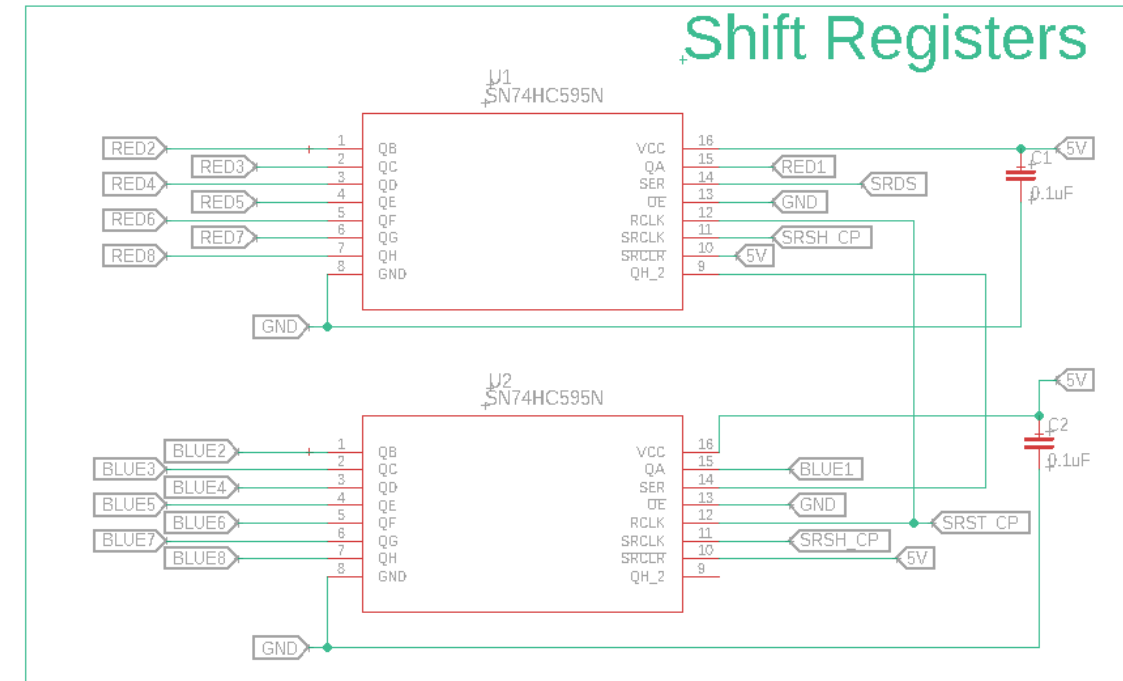 Shift Registers
U1
SN74HC595N
RED2 1 QB VCC 16 5V
RED3 2 QC QA 15 RED1 C1
RED4 3 QD SER 14 SRDS 0.1uF
RED5 4 QE OE 13 GND
RED6 5 QF RCLK 12
RED7 6 QG SRCLK 11 SRSH_CP
RED8 7 QH SRCLR 10 5V
8 GND QH_2 9
GND
U2
SN74HC595N
5V
BLUE2 1 QB VCC 16 C2
BLUE3 2 QC QA 15 BLUE1 0.1uF
BLUE4 3 QD SER 14
BLUE5 4 QE OE 13 GND
BLUE6 5 QF RCLK 12 SRST_CP
BLUE7 6 QG SRCLK 11 SRSH_CP
BLUE8 7 QH SRCLR 10 5V
8 GND QH_2 9
GND